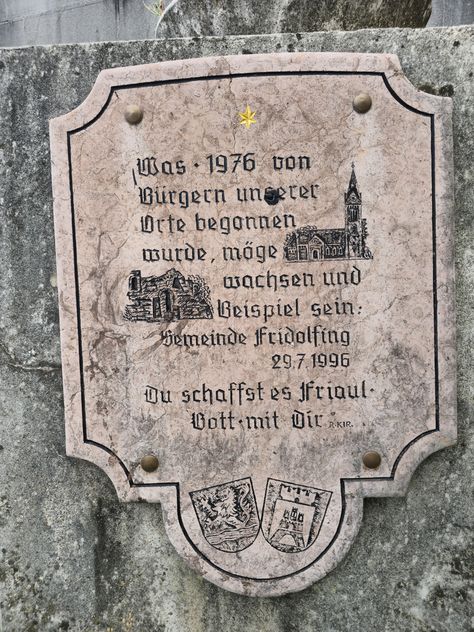 Was · 1976 von
Bürgern unserer
Orte begonnen
wurde, möge
wachsen und
Beispiel sein:
Gemeinde Fridolfing
29.7.1996
Du schaffst es Friaul ·
Gott · mit Dir R. KIR.